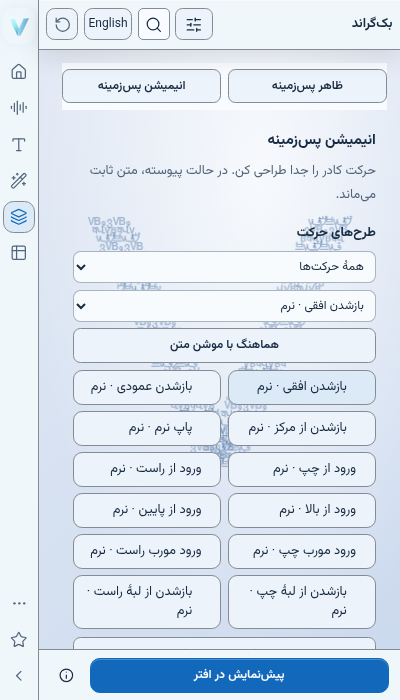 بک‌گراند
English
ظاهر پس‌زمینه
انیمیشن پس‌زمینه
انیمیشن پس‌زمینه
حرکت کادر را جدا طراحی کن. در حالت پیوسته، متن ثابت
می‌ماند.
طرح‌های حرکت
همهٔ حرکت‌ها
بازشدن افقی · نرم
هماهنگ با موشن متن
بازشدن افقی · نرم
بازشدن عمودی · نرم
بازشدن از مرکز · نرم
پاپ نرم · نرم
ورود از چپ · نرم
ورود از راست · نرم
ورود از بالا · نرم
ورود از پایین · نرم
ورود مورب چپ · نرم
ورود مورب راست · نرم
بازشدن از لبهٔ چپ ·
نرم
بازشدن از لبهٔ راست ·
نرم
پیش‌نمایش در افتر